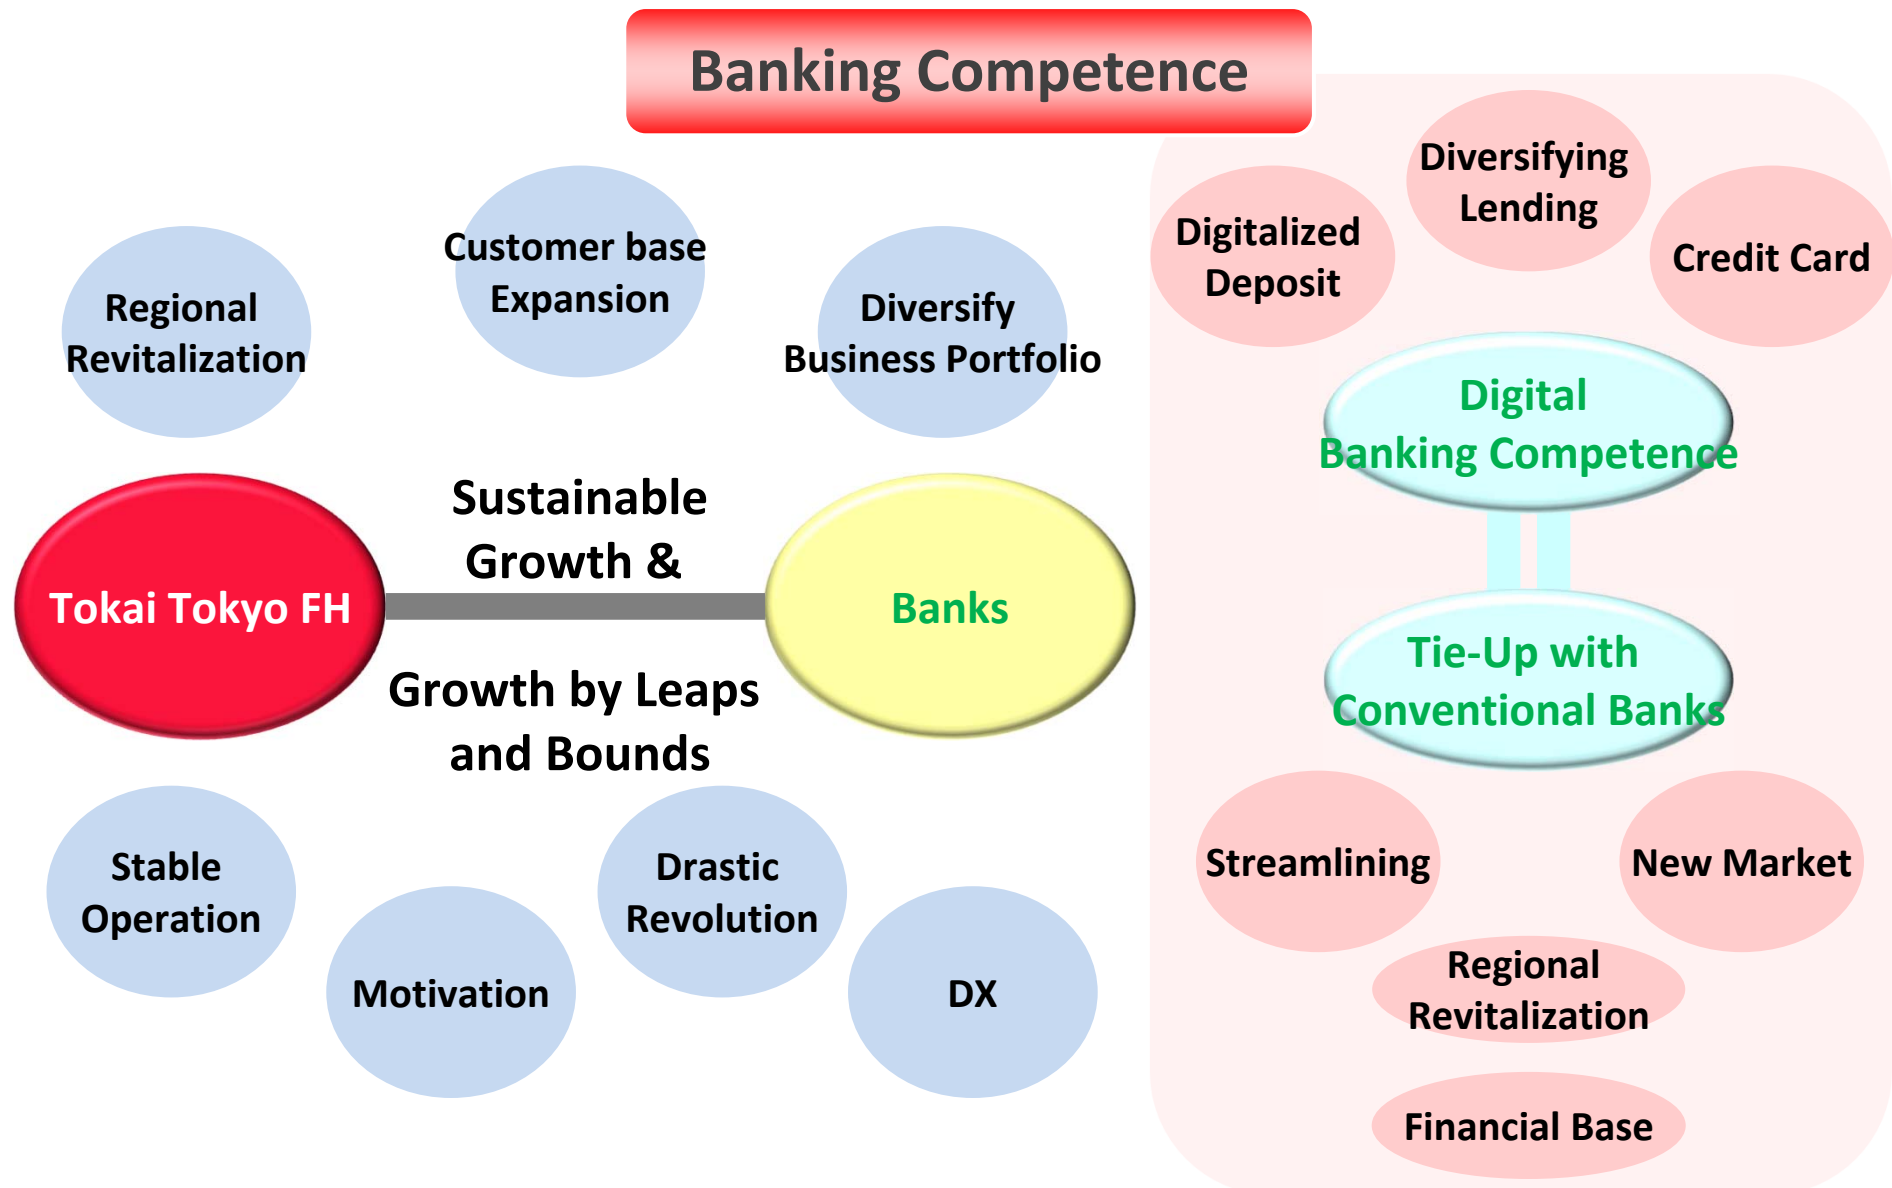 Banking Competence
Regional
Revitalization
Customer base
Expansion
Diversify
Business Portfolio
Tokai Tokyo FH
Sustainable
Growth &
Growth by Leaps
and Bounds
Banks
Stable
Operation
Motivation
Drastic
Revolution
DX
Digitalized
Deposit
Diversifying
Lending
Credit Card
Digital
Banking Competence
Tie-Up with
Conventional Banks
Streamlining
New Market
Regional
Revitalization
Financial Base